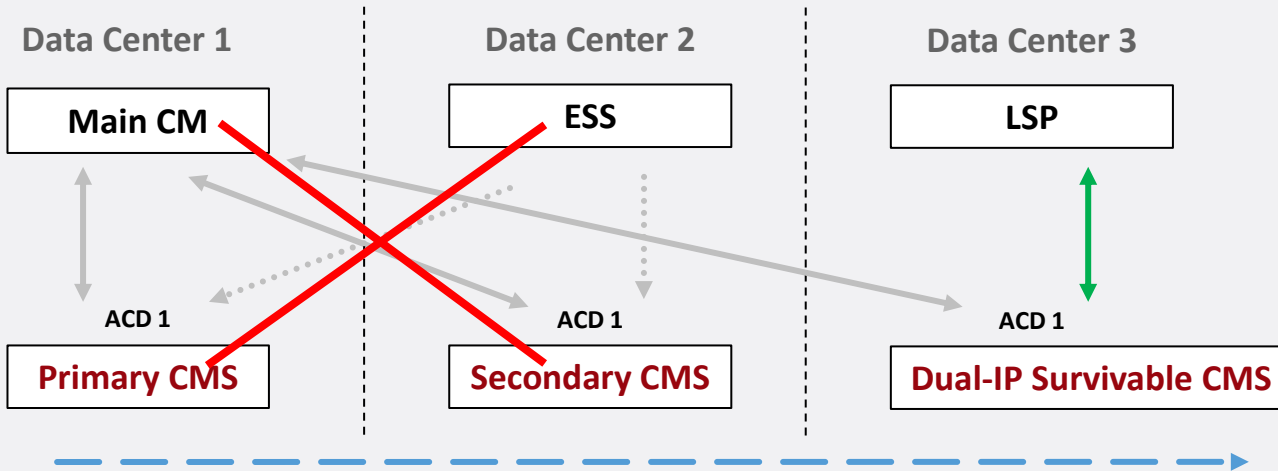 Data Center 1
Data Center 2
Data Center 3
Main CM
ESS
LSP
ACD 1
ACD 1
ACD 1
Primary CMS
Secondary CMS
Dual-IP Survivable CMS